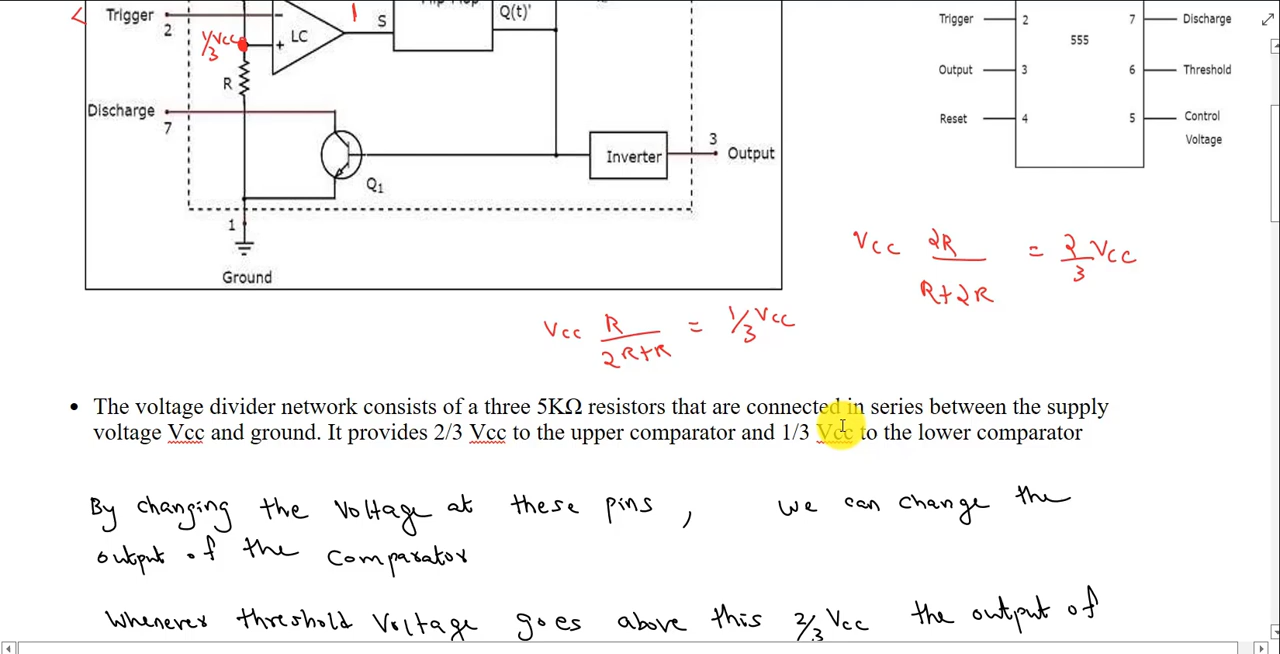 Trigger
2
1/3 Vcc
-
+
LC
1
S
Q(t)'
R
Discharge
7
Q1
Inverter
3
Output
1
Ground
Trigger
2
7
Discharge
555
Output
3
6
Threshold
Reset
4
5
Control
Voltage
Vcc 2R / R+2R = 2/3 Vcc
Vcc R / 2R+R = 1/3 Vcc
• The voltage divider network consists of a three 5KΩ resistors that are connected in series between the supply
voltage Vcc and ground. It provides 2/3 Vcc to the upper comparator and 1/3 Vcc to the lower comparator
By changing the voltage at these pins, we can change the
output of the comparator
Whenever threshold voltage goes above this 2/3 Vcc the output of